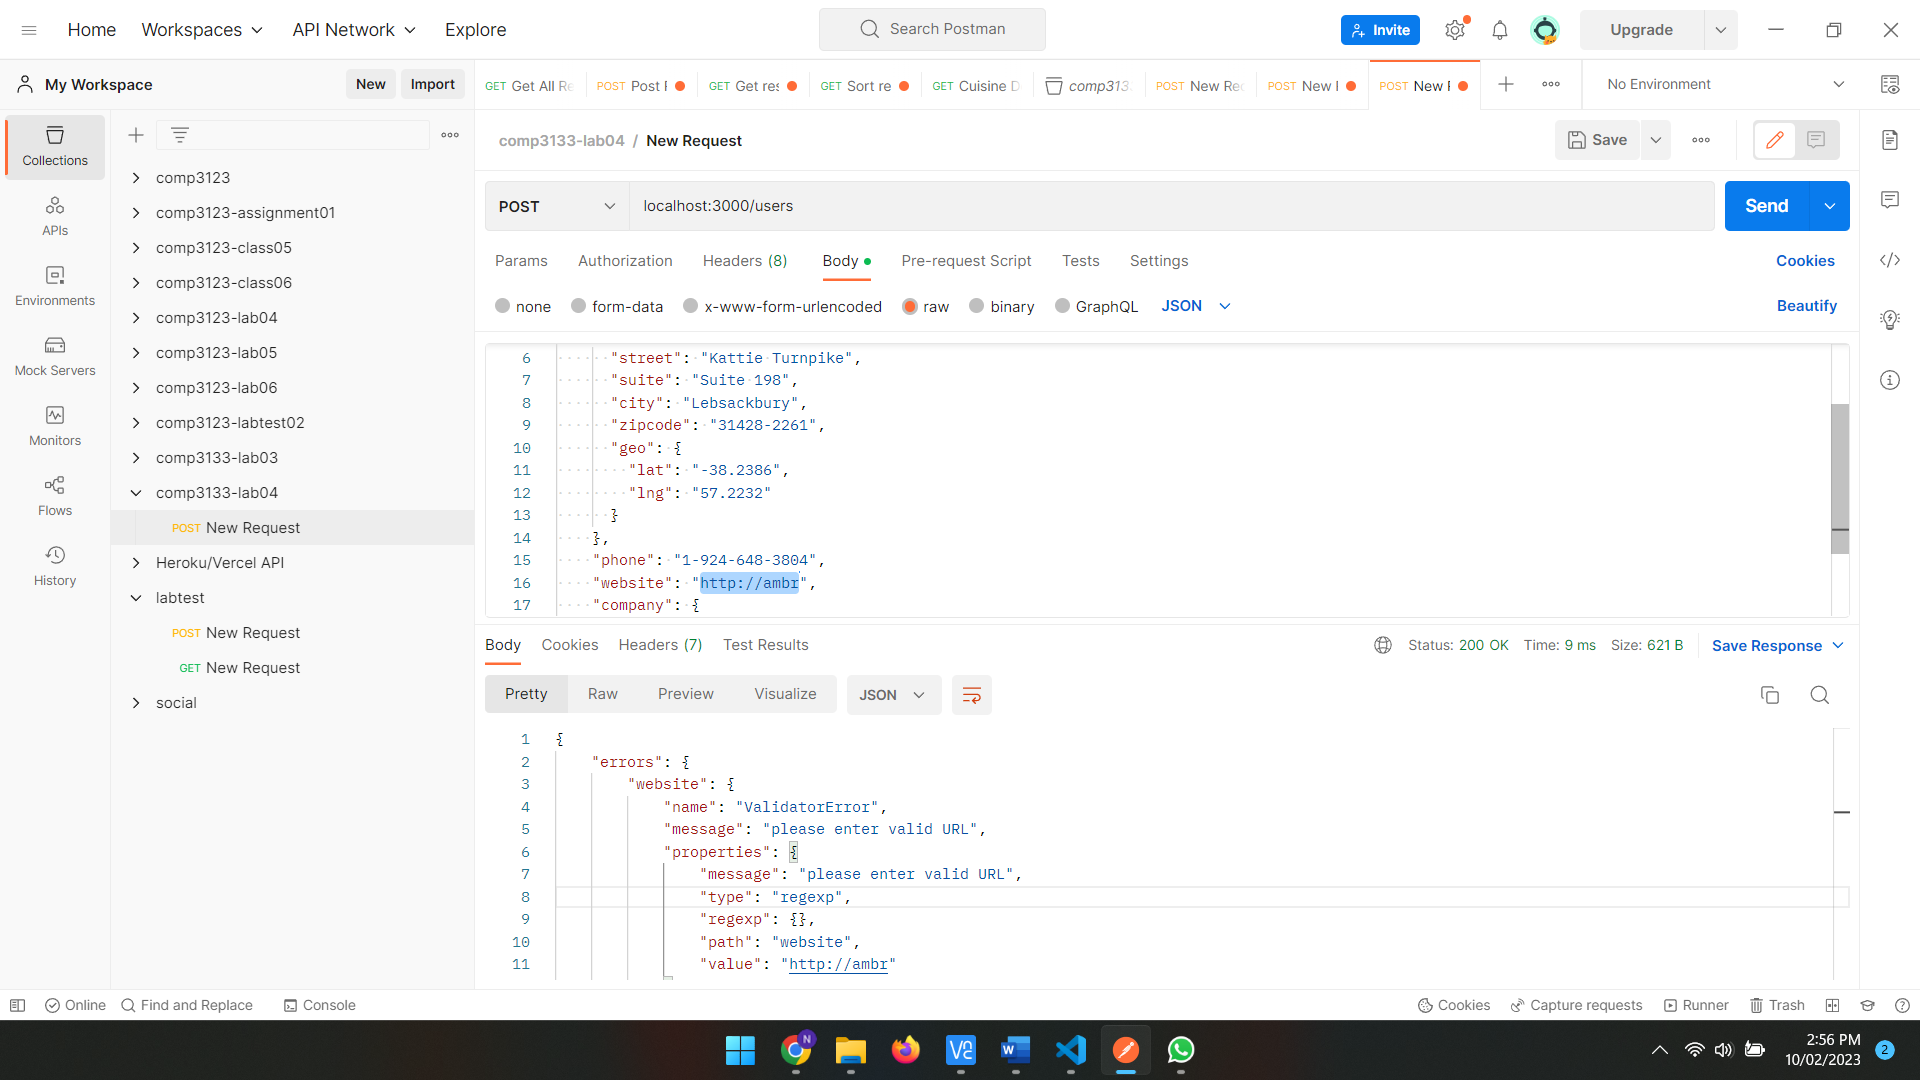 Home
Workspaces
API Network
Explore
Search Postman
Invite
Upgrade
My Workspace
New
Import
GET Get All Re
POST Post F
GET Get res
GET Sort re
GET Cuisine D
comp313
POST New Rec
POST New I
POST New F
No Environment
Collections
APIs
Environments
Mock Servers
Monitors
Flows
History
comp3123
comp3123-assignment01
comp3123-class05
comp3123-class06
comp3123-lab04
comp3123-lab05
comp3123-lab06
comp3123-labtest02
comp3133-lab03
comp3133-lab04
POST New Request
Heroku/Vercel API
labtest
POST New Request
GET New Request
social
comp3133-lab04 / New Request
Save
POST
localhost:3000/users
Send
Params
Authorization
Headers (8)
Body
Pre-request Script
Tests
Settings
Cookies
none
form-data
x-www-form-urlencoded
raw
binary
GraphQL
JSON
Beautify
6 "street": "Kattie Turnpike",
7 "suite": "Suite 198",
8 "city": "Lebsackbury",
9 "zipcode": "31428-2261",
10 "geo": {
11 "lat": "-38.2386",
12 "lng": "57.2232"
13 }
14 },
15 "phone": "1-924-648-3804",
16 "website": "http://ambr",
17 "company": {
Body
Cookies
Headers (7)
Test Results
Status: 200 OK
Time: 9 ms
Size: 621 B
Save Response
Pretty
Raw
Preview
Visualize
JSON
1 {
2 "errors": {
3 "website": {
4 "name": "ValidatorError",
5 "message": "please enter valid URL",
6 "properties": {
7 "message": "please enter valid URL",
8 "type": "regexp",
9 "regexp": {},
10 "path": "website",
11 "value": "http://ambr"
Online
Find and Replace
Console
Cookies
Capture requests
Runner
Trash
N
VE
W
2:56 PM
10/02/2023
2